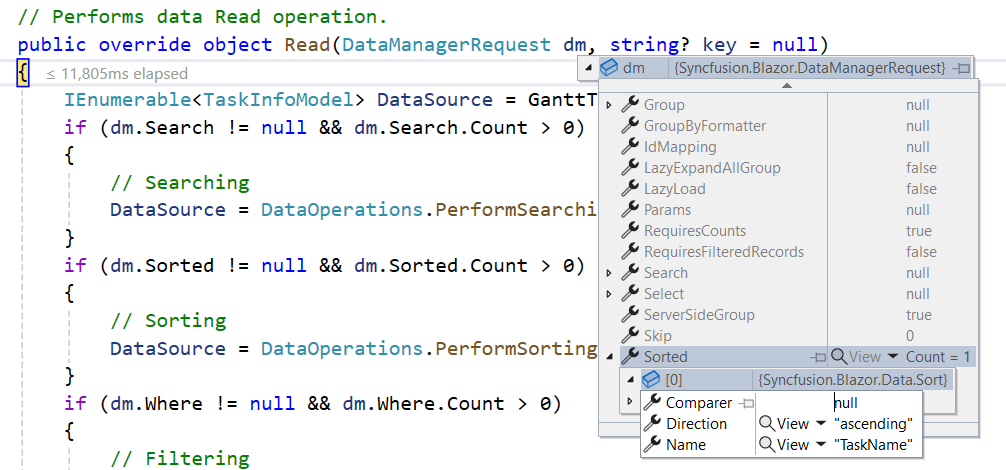 // Performs data Read operation.
public override object Read(DataManagerRequest dm, string? key = null)
{ ≤ 11,805ms elapsed
IEnumerable<TaskInfoModel> DataSource = GanttT
if (dm.Search != null && dm.Search.Count > 0)
{
// Searching
DataSource = DataOperations.PerformSearchi
}
if (dm.Sorted != null && dm.Sorted.Count > 0)
{
// Sorting
DataSource = DataOperations.PerformSorting
}
if (dm.Where != null && dm.Where.Count > 0)
{
// Filtering
dm {Syncfusion.Blazor.DataManagerRequest}
Group null
GroupByFormatter null
IdMapping null
LazyExpandAllGroup false
LazyLoad false
Params null
RequiresCounts true
RequiresFilteredRecords false
Search null
Select null
ServerSideGroup true
Skip 0
Sorted View Count = 1
[0] {Syncfusion.Blazor.Data.Sort}
Comparer null
Direction View "ascending"
Name View "TaskName"